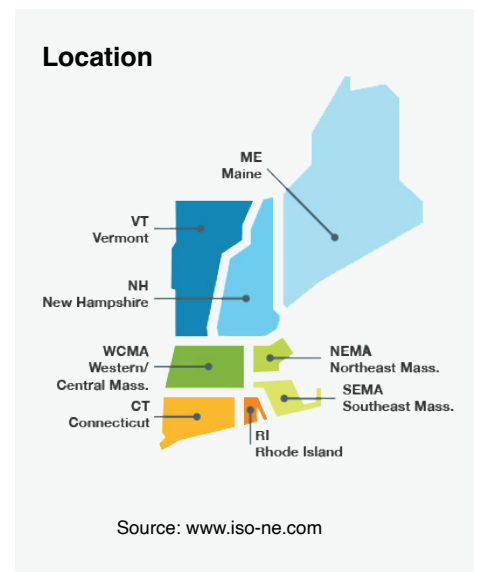 Location
ME
Maine
VT
Vermont
NH
New Hampshire
WCMA
Western/
Central Mass.
NEMA
Northeast Mass.
SEMA
Southeast Mass.
CT
Connecticut
RI
Rhode Island
Source: www.iso-ne.com